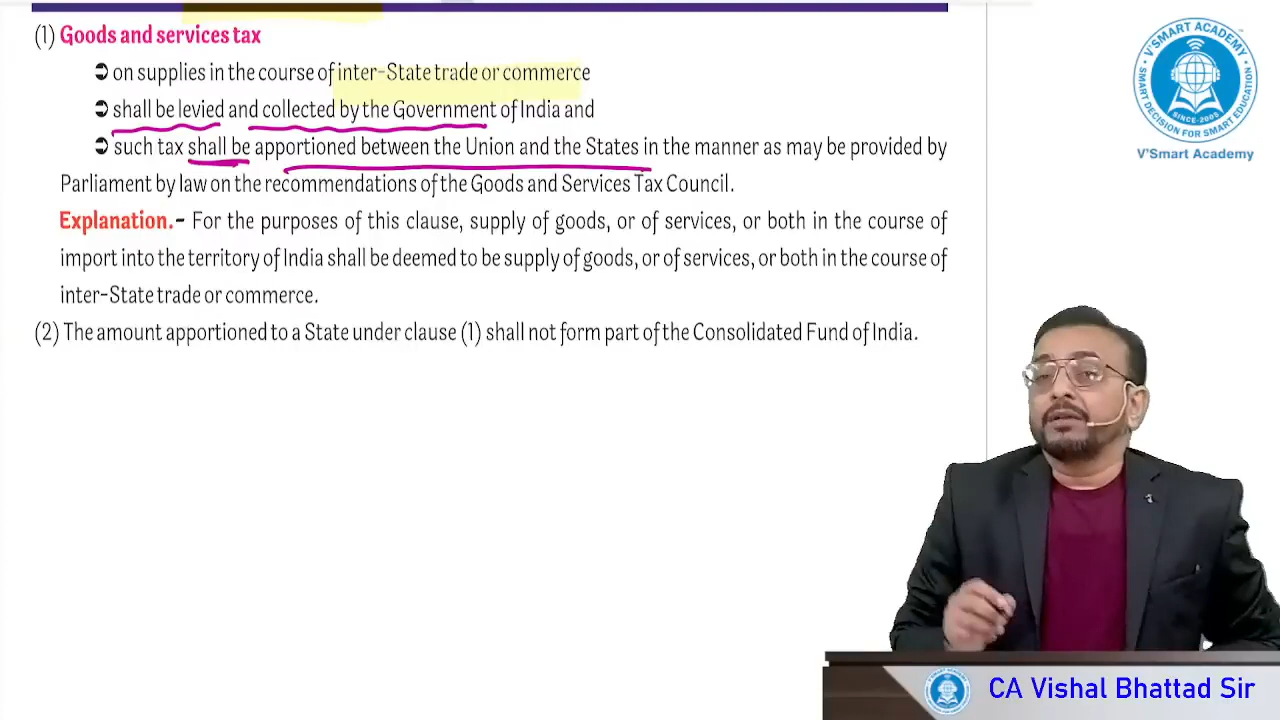 (1) Goods and services tax
➲ on supplies in the course of inter-State trade or commerce
➲ shall be levied and collected by the Government of India and
➲ such tax shall be apportioned between the Union and the States in the manner as may be provided by
Parliament by law on the recommendations of the Goods and Services Tax Council.
Explanation.- For the purposes of this clause, supply of goods, or of services, or both in the course of
import into the territory of India shall be deemed to be supply of goods, or of services, or both in the course of
inter-State trade or commerce.
(2) The amount apportioned to a State under clause (1) shall not form part of the Consolidated Fund of India.
V'SMART ACADEMY
SMART DECISION FOR SMART EDUCATION
SINCE-2005
V'Smart Academy
CA Vishal Bhattad Sir